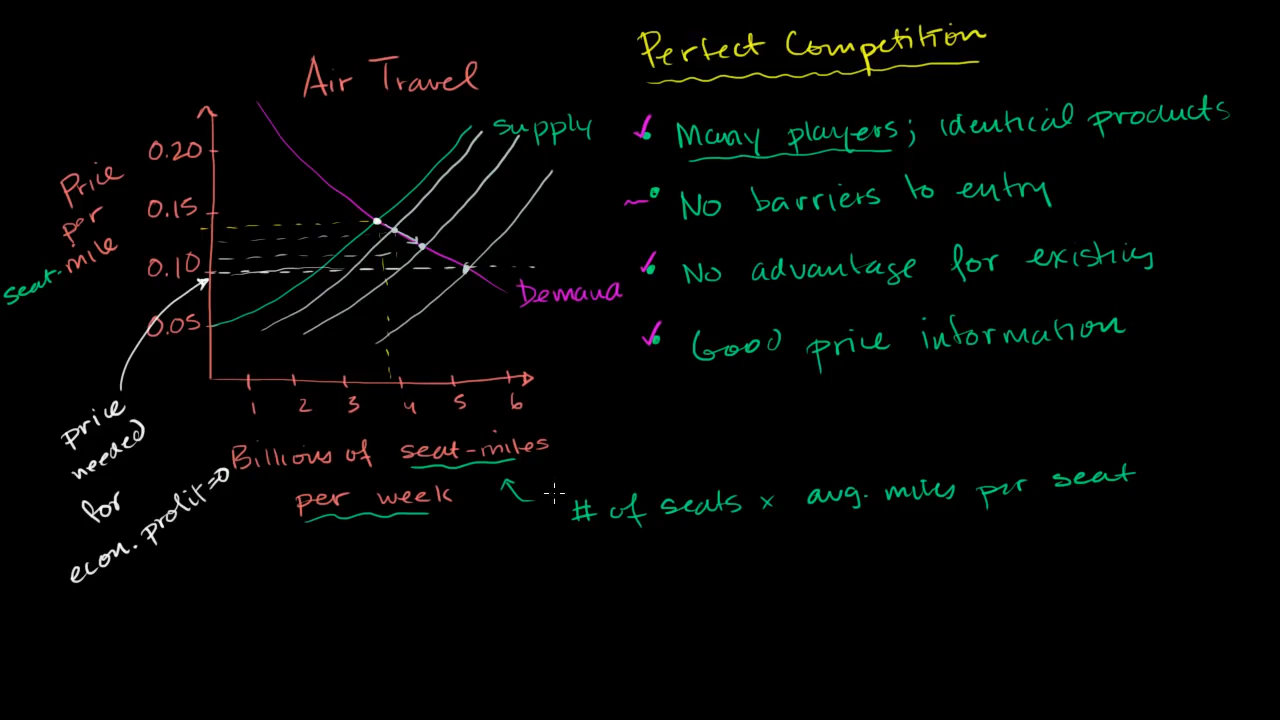 Perfect Competition
Air Travel
supply
Many players; identical products
0.20
Price
per
seat-mile
0.15
No barriers to entry
0.10
No advantage for existing
Demand
0.05
Good price information
1 2 3 4 5 6
price
needed
for
econ. profit=0
Billions of seat-miles
per week
# of seats x avg. miles per seat